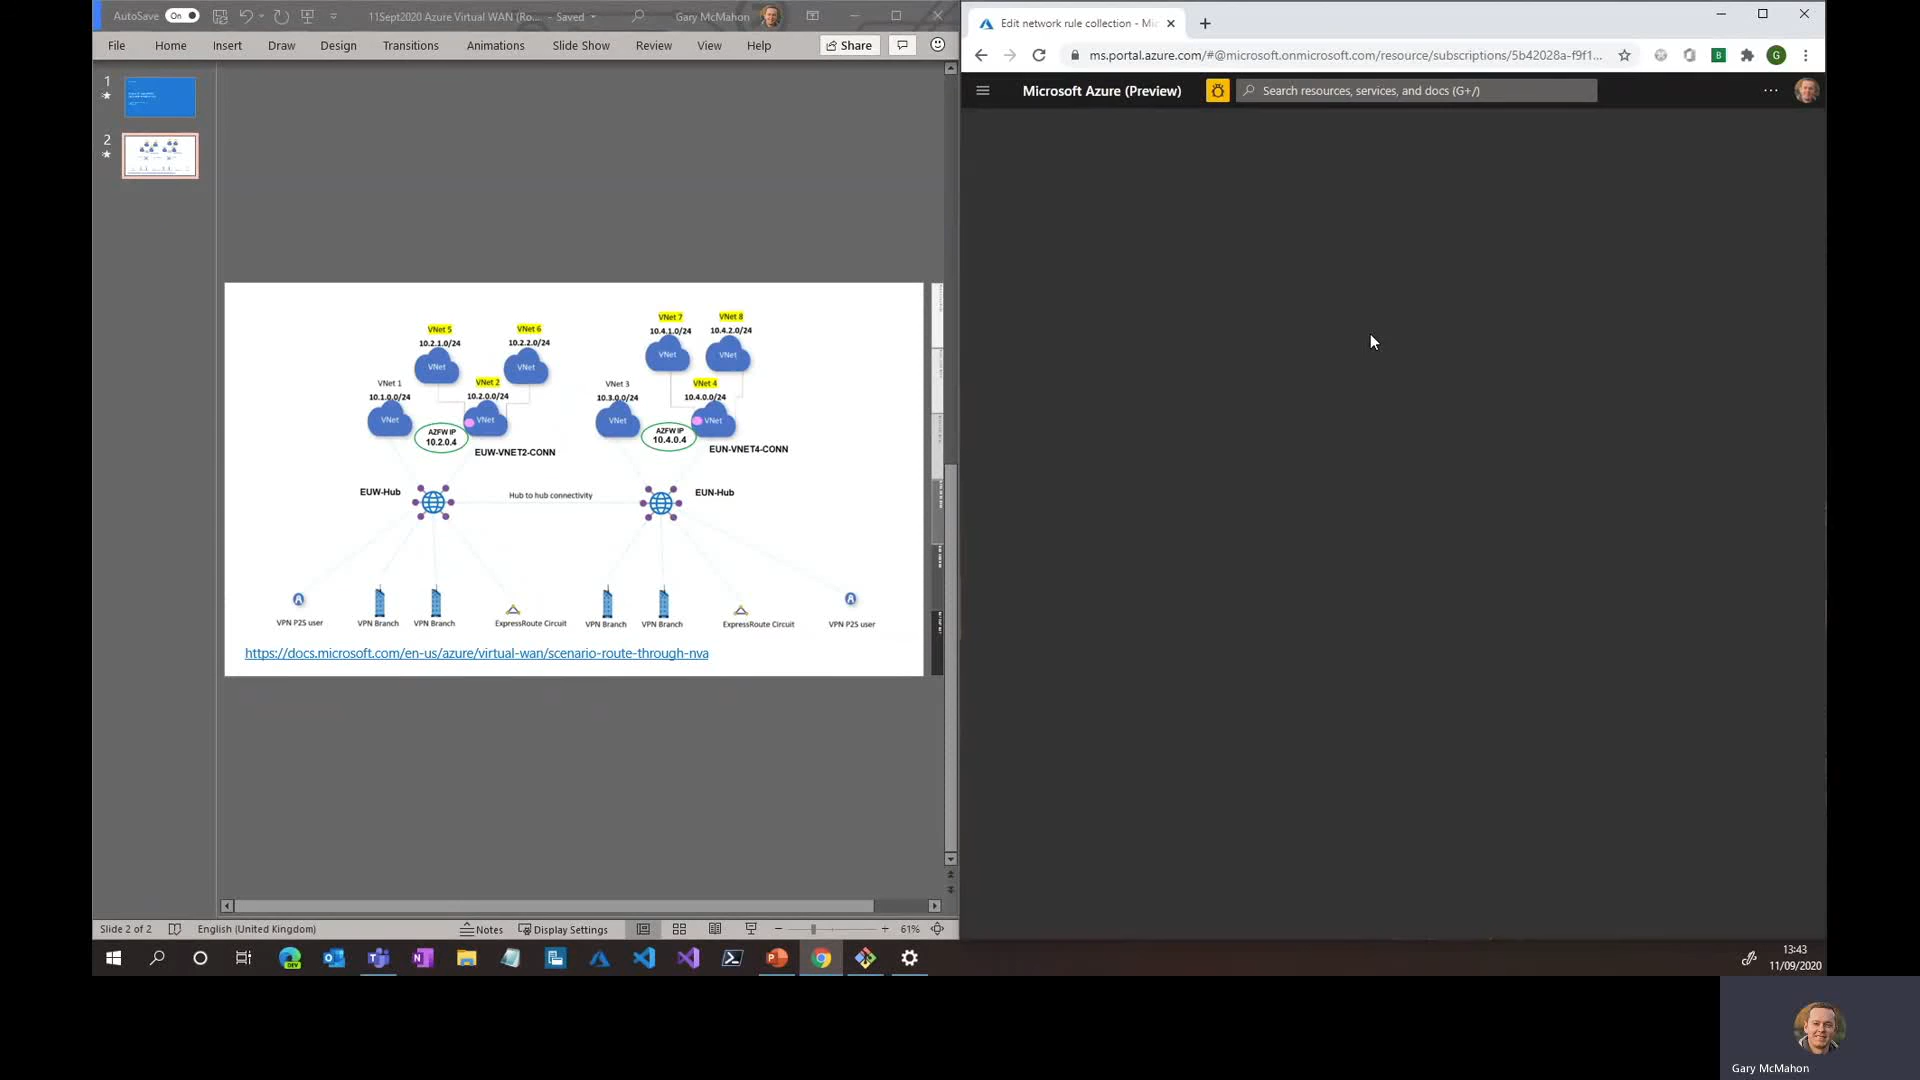 AutoSave On 11Sept2020 Azure Virtual WAN (Ro... - Saved Gary McMahon
File Home Insert Draw Design Transitions Animations Slide Show Review View Help Share
1
2
VNet 5
10.2.1.0/24
VNet
VNet 6
10.2.2.0/24
VNet
VNet 7
10.4.1.0/24
VNet
VNet 8
10.4.2.0/24
VNet
VNet 1
10.1.0.0/24
VNet
VNet 2
10.2.0.0/24
VNet
AZFW IP
10.2.0.4
EUW-VNET2-CONN
VNet 3
10.3.0.0/24
VNet
VNet 4
10.4.0.0/24
VNet
AZFW IP
10.4.0.4
EUN-VNET4-CONN
EUW-Hub
Hub to hub connectivity
EUN-Hub
VPN P2S user
VPN Branch
VPN Branch
ExpressRoute Circuit
VPN Branch
VPN Branch
ExpressRoute Circuit
VPN P2S user
https://docs.microsoft.com/en-us/azure/virtual-wan/scenario-route-through-nva
Slide 2 of 2 English (United Kingdom) Notes Display Settings 61%
Edit network rule collection - Mic
ms.portal.azure.com/#@microsoft.onmicrosoft.com/resource/subscriptions/5b42028a-f9f1... B G
Microsoft Azure (Preview) Search resources, services, and docs (G+/)
13:43
11/09/2020
Gary McMahon